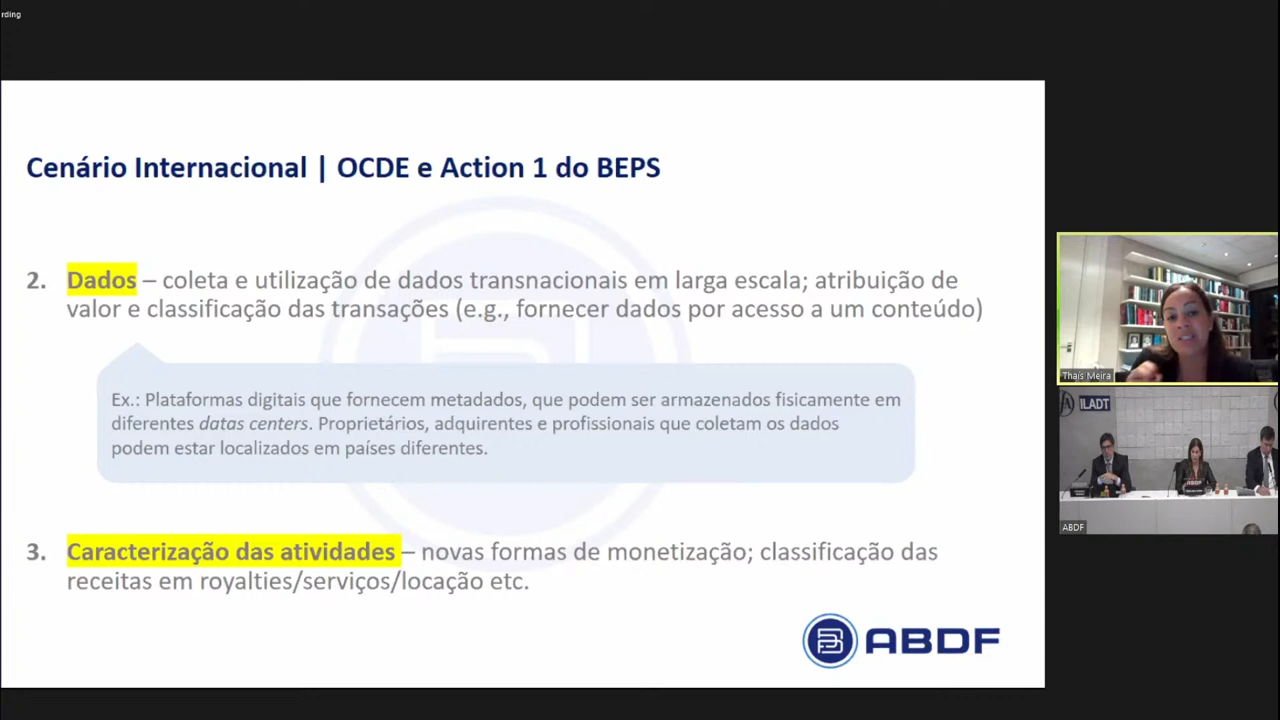 rding
Cenário Internacional | OCDE e Action 1 do BEPS
2. Dados – coleta e utilização de dados transnacionais em larga escala; atribuição de
valor e classificação das transações (e.g., fornecer dados por acesso a um conteúdo)
Ex.: Plataformas digitais que fornecem metadados, que podem ser armazenados fisicamente em
diferentes datas centers. Proprietários, adquirentes e profissionais que coletam os dados
podem estar localizados em países diferentes.
3. Caracterização das atividades – novas formas de monetização; classificação das
receitas em royalties/serviços/locação etc.
ABDF
Thaís Meira
ILADT
ABDF
ABDF